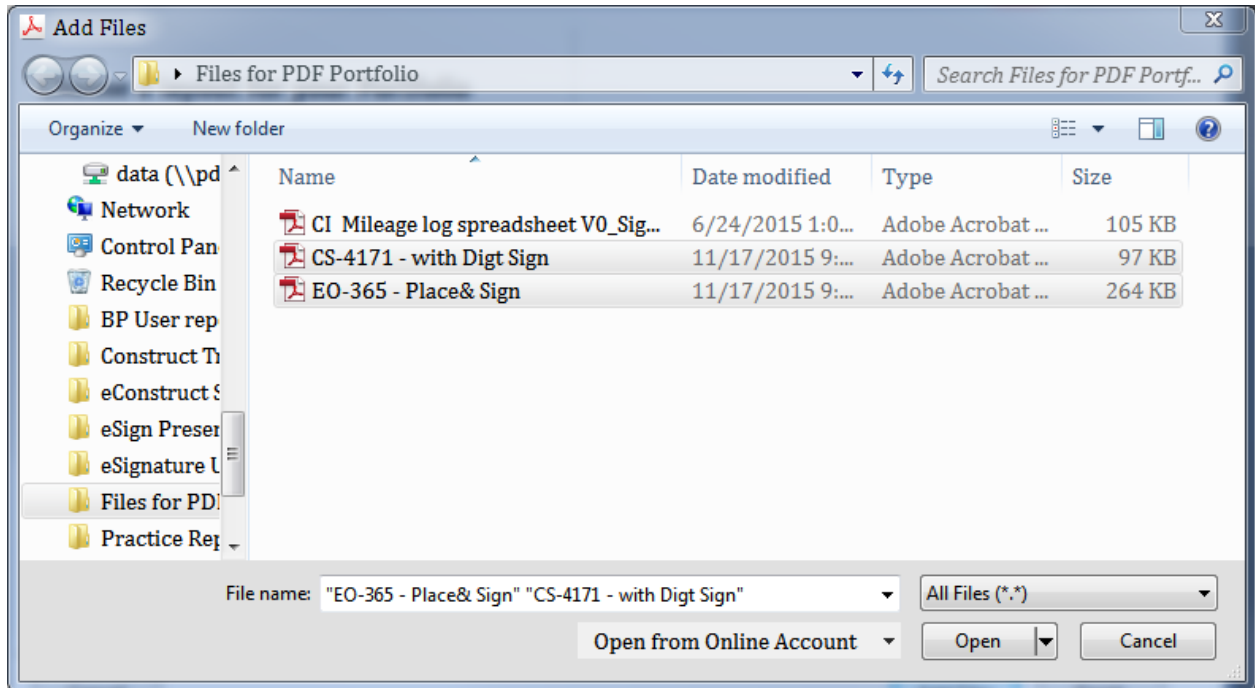 Add Files
Files for PDF Portfolio
Search Files for PDF Portf...
Organize
New folder
data (\\pd
Network
Control Pan
Recycle Bin
BP User rep
Construct Tr
eConstruct S
eSign Preser
eSignature U
Files for PDF
Practice Rep
Name Date modified Type Size
CI Mileage log spreadsheet V0_Sig... 6/24/2015 1:0... Adobe Acrobat ... 105 KB
CS-4171 - with Digt Sign 11/17/2015 9:... Adobe Acrobat ... 97 KB
EO-365 - Place& Sign 11/17/2015 9:... Adobe Acrobat ... 264 KB
File name: "EO-365 - Place& Sign" "CS-4171 - with Digt Sign" All Files (*.*)
Open from Online Account Open Cancel